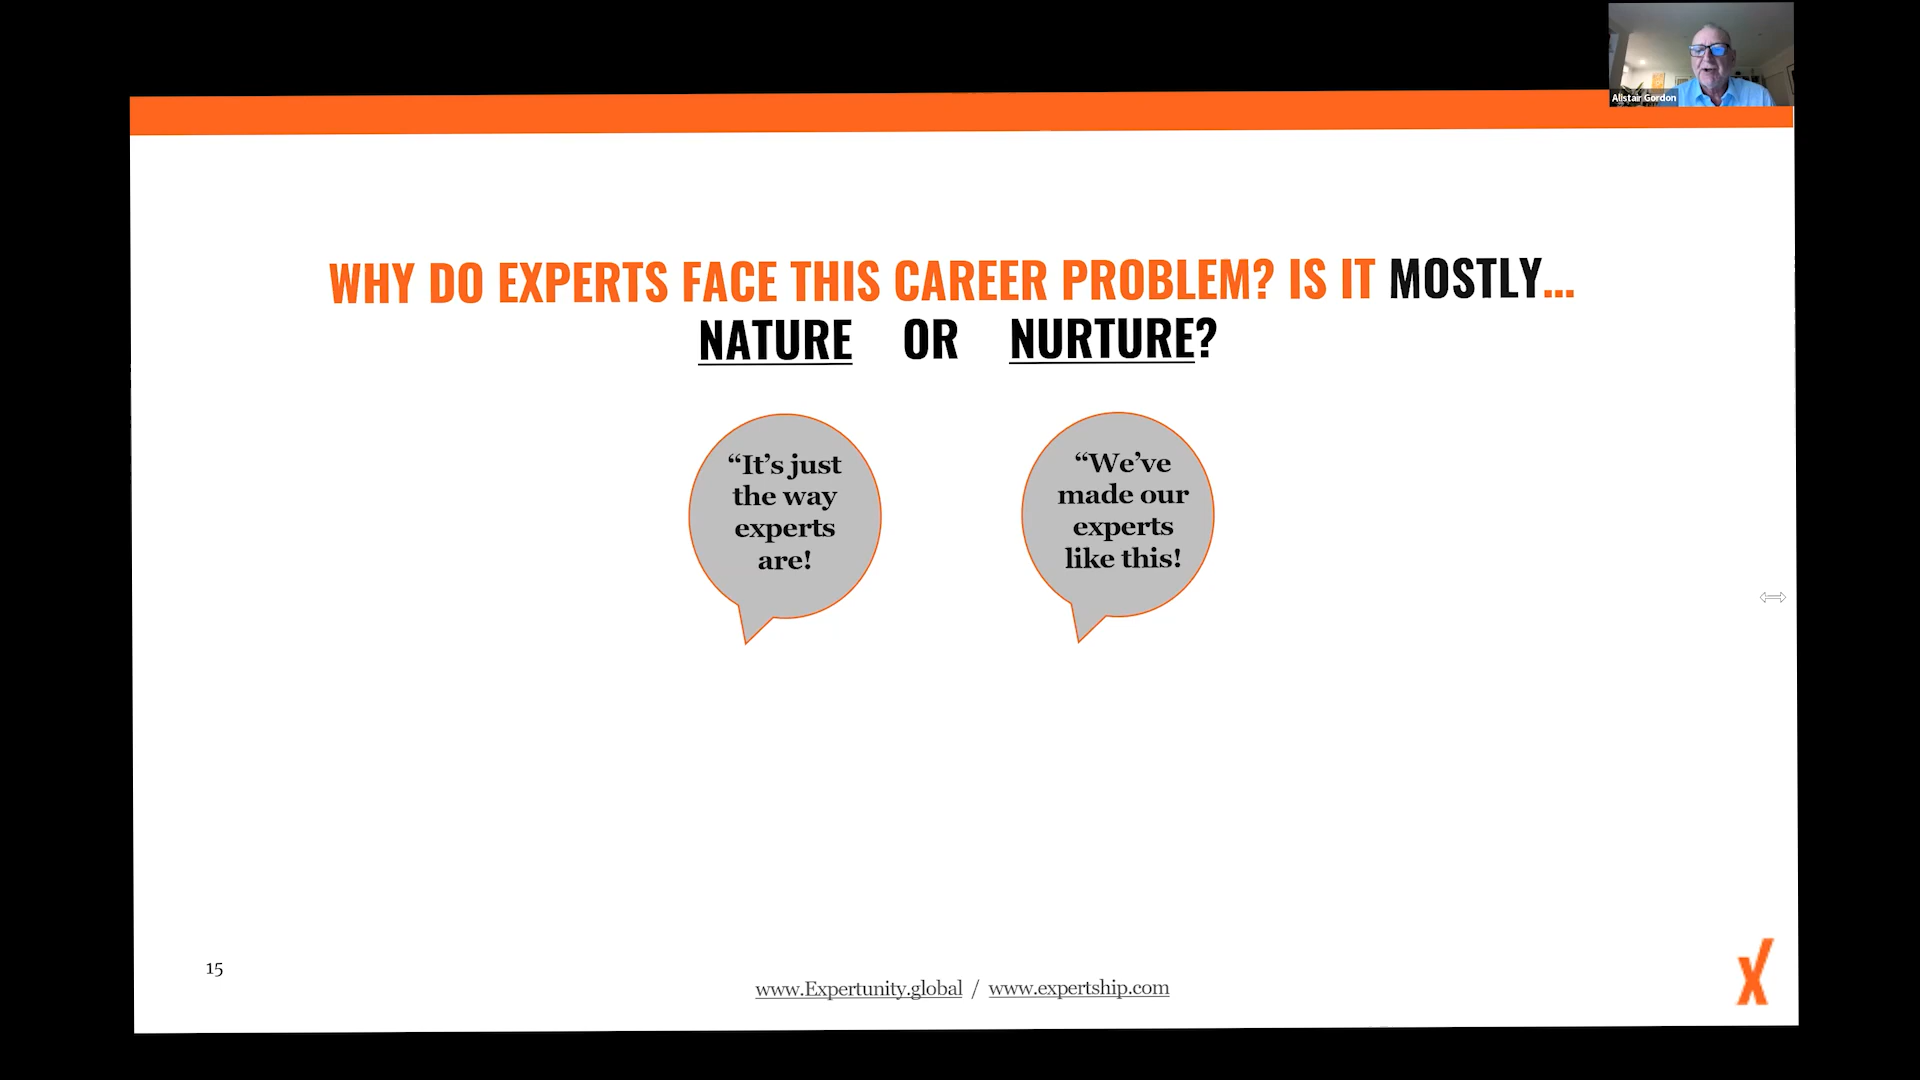 Alistair Gordon
WHY DO EXPERTS FACE THIS CAREER PROBLEM? IS IT MOSTLY...
NATURE OR NURTURE?
“It’s just
the way
experts
are!
“We’ve
made our
experts
like this!
15
www.Expertunity.global / www.expertship.com